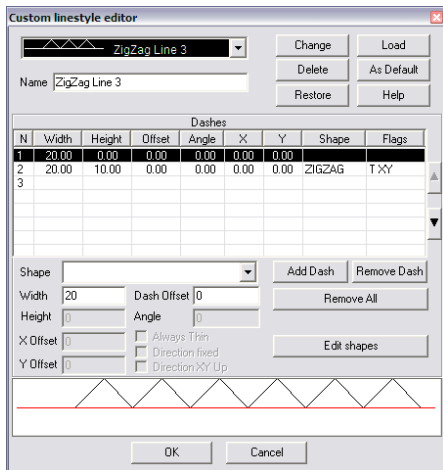 Custom linestyle editor
ZigZag Line 3
Change Load
Name ZigZag Line 3
Delete As Default
Restore Help
Dashes
N Width Height Offset Angle X Y Shape Flags
1 20.00 0.00 0.00 0.00 0.00 0.00
2 20.00 10.00 0.00 0.00 0.00 0.00 ZIGZAG T XY
3
Shape Add Dash Remove Dash
Width 20 Dash Offset 0 Remove All
Height 0 Angle 0
X Offset 0 Always Thin Edit shapes
Direction fixed
Y Offset 0 Direction XY Up
OK Cancel